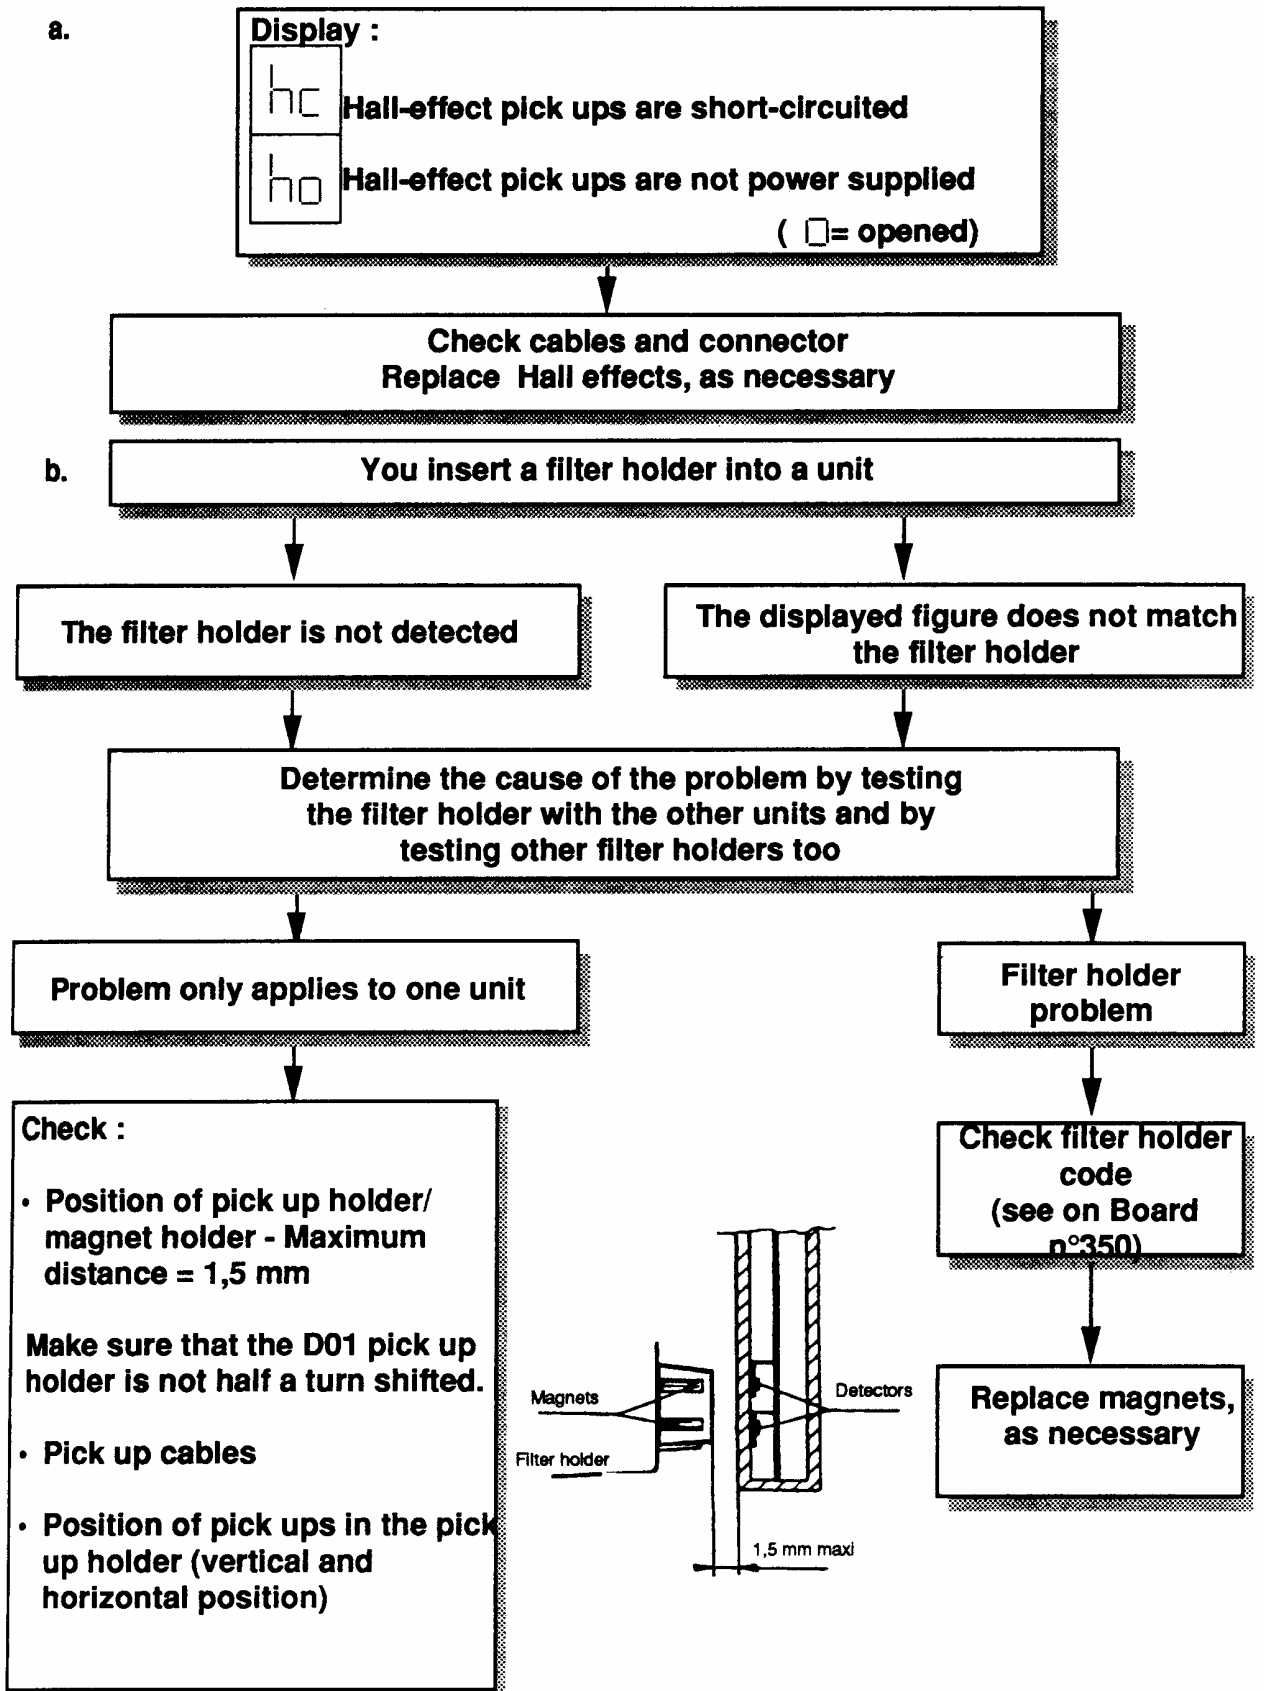 a.
Display :
hc Hall-effect pick ups are short-circuited
ho Hall-effect pick ups are not power supplied
( □= opened)
Check cables and connector
Replace Hall effects, as necessary
b.
You insert a filter holder into a unit
The filter holder is not detected
The displayed figure does not match
the filter holder
Determine the cause of the problem by testing
the filter holder with the other units and by
testing other filter holders too
Problem only applies to one unit
Filter holder
problem
Check :
• Position of pick up holder/
magnet holder - Maximum
distance = 1,5 mm
Make sure that the D01 pick up
holder is not half a turn shifted.
• Pick up cables
• Position of pick ups in the pick
up holder (vertical and
horizontal position)
Magnets
Filter holder
Detectors
1,5 mm maxi
Check filter holder
code
(see on Board
n°350)
Replace magnets,
as necessary